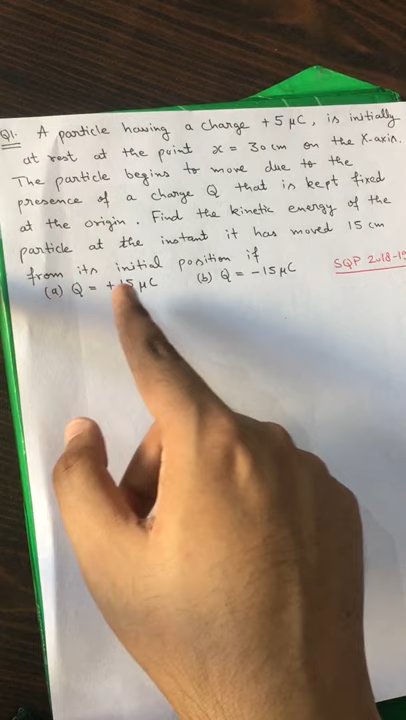 Q1. A particle having a charge +5 μC, is initially
at rest at the point x = 30 cm on the X-axis.
The particle begins to move due to the
presence of a charge Q that is kept fixed
at the origin. Find the kinetic energy of the
particle at the instant it has moved 15 cm
from its initial position if
(a) Q = +15 μC (b) Q = -15 μC
SQP 2018-19